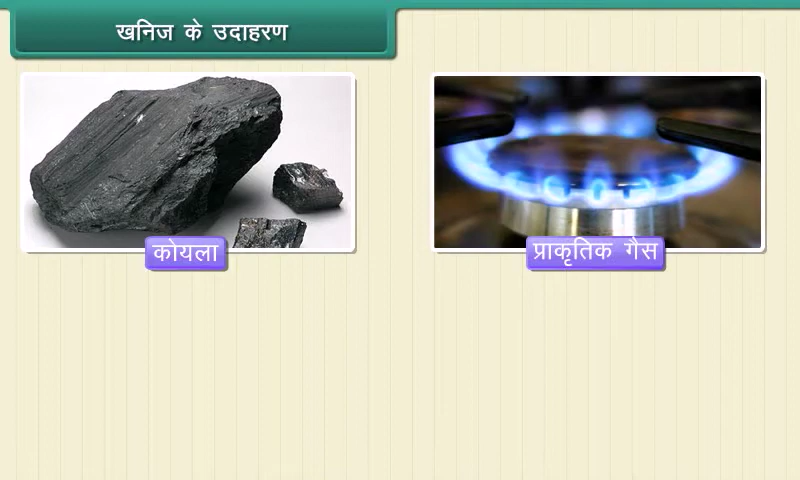 खनिज के उदाहरण
कोयला
प्राकृतिक गैस